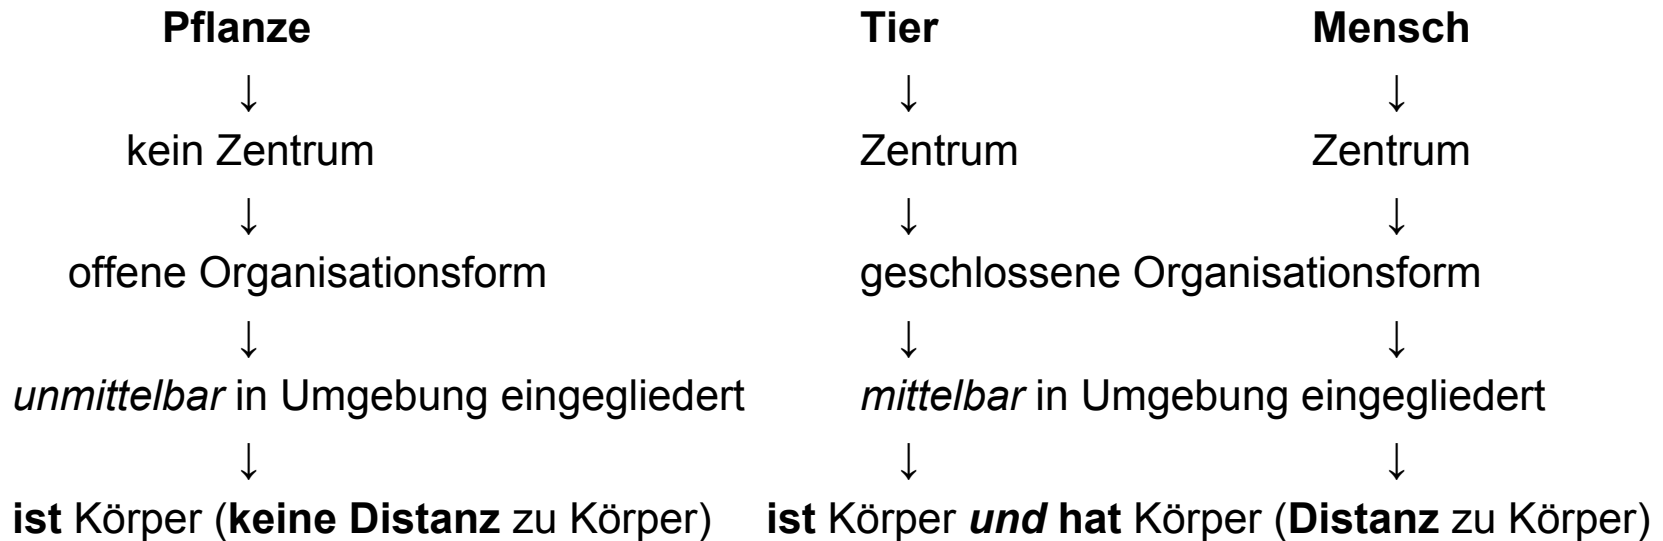 Pflanze Tier Mensch
↓ ↓ ↓
kein Zentrum Zentrum Zentrum
↓ ↓ ↓
offene Organisationsform geschlossene Organisationsform
↓ ↓ ↓
unmittelbar in Umgebung eingegliedert mittelbar in Umgebung eingegliedert
↓ ↓ ↓
ist Körper (keine Distanz zu Körper) ist Körper und hat Körper (Distanz zu Körper)